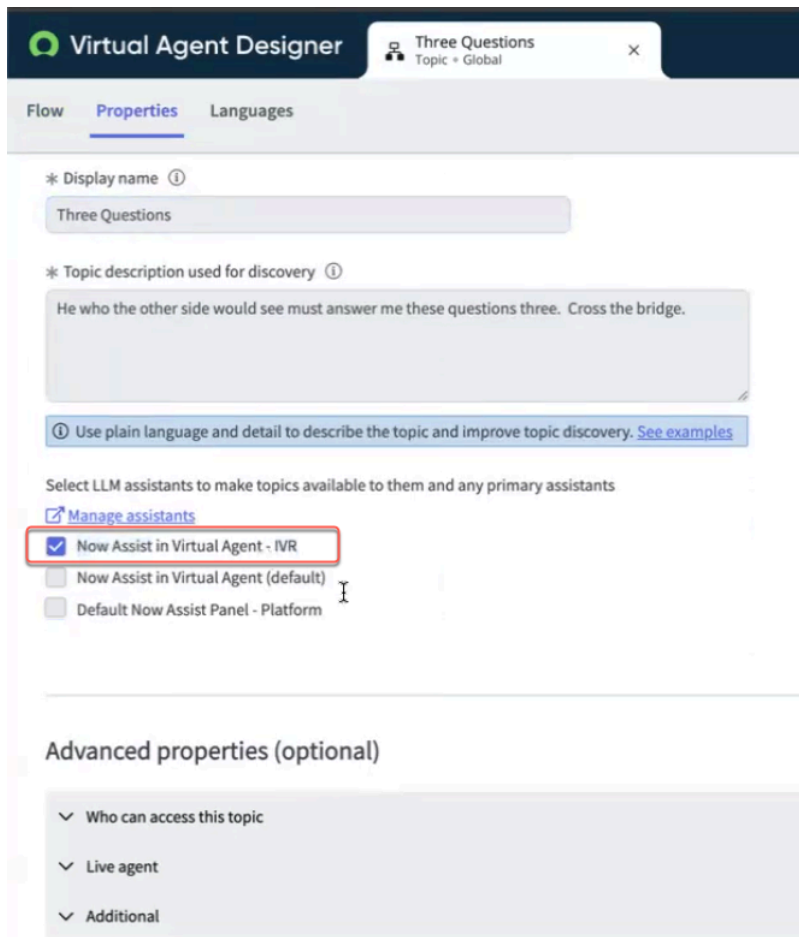 Virtual Agent Designer
Three Questions
Topic • Global
Flow
Properties
Languages
* Display name
Three Questions
* Topic description used for discovery
He who the other side would see must answer me these questions three. Cross the bridge.
Use plain language and detail to describe the topic and improve topic discovery. See examples
Select LLM assistants to make topics available to them and any primary assistants
Manage assistants
Now Assist in Virtual Agent - IVR
Now Assist in Virtual Agent (default)
Default Now Assist Panel - Platform
Advanced properties (optional)
Who can access this topic
Live agent
Additional